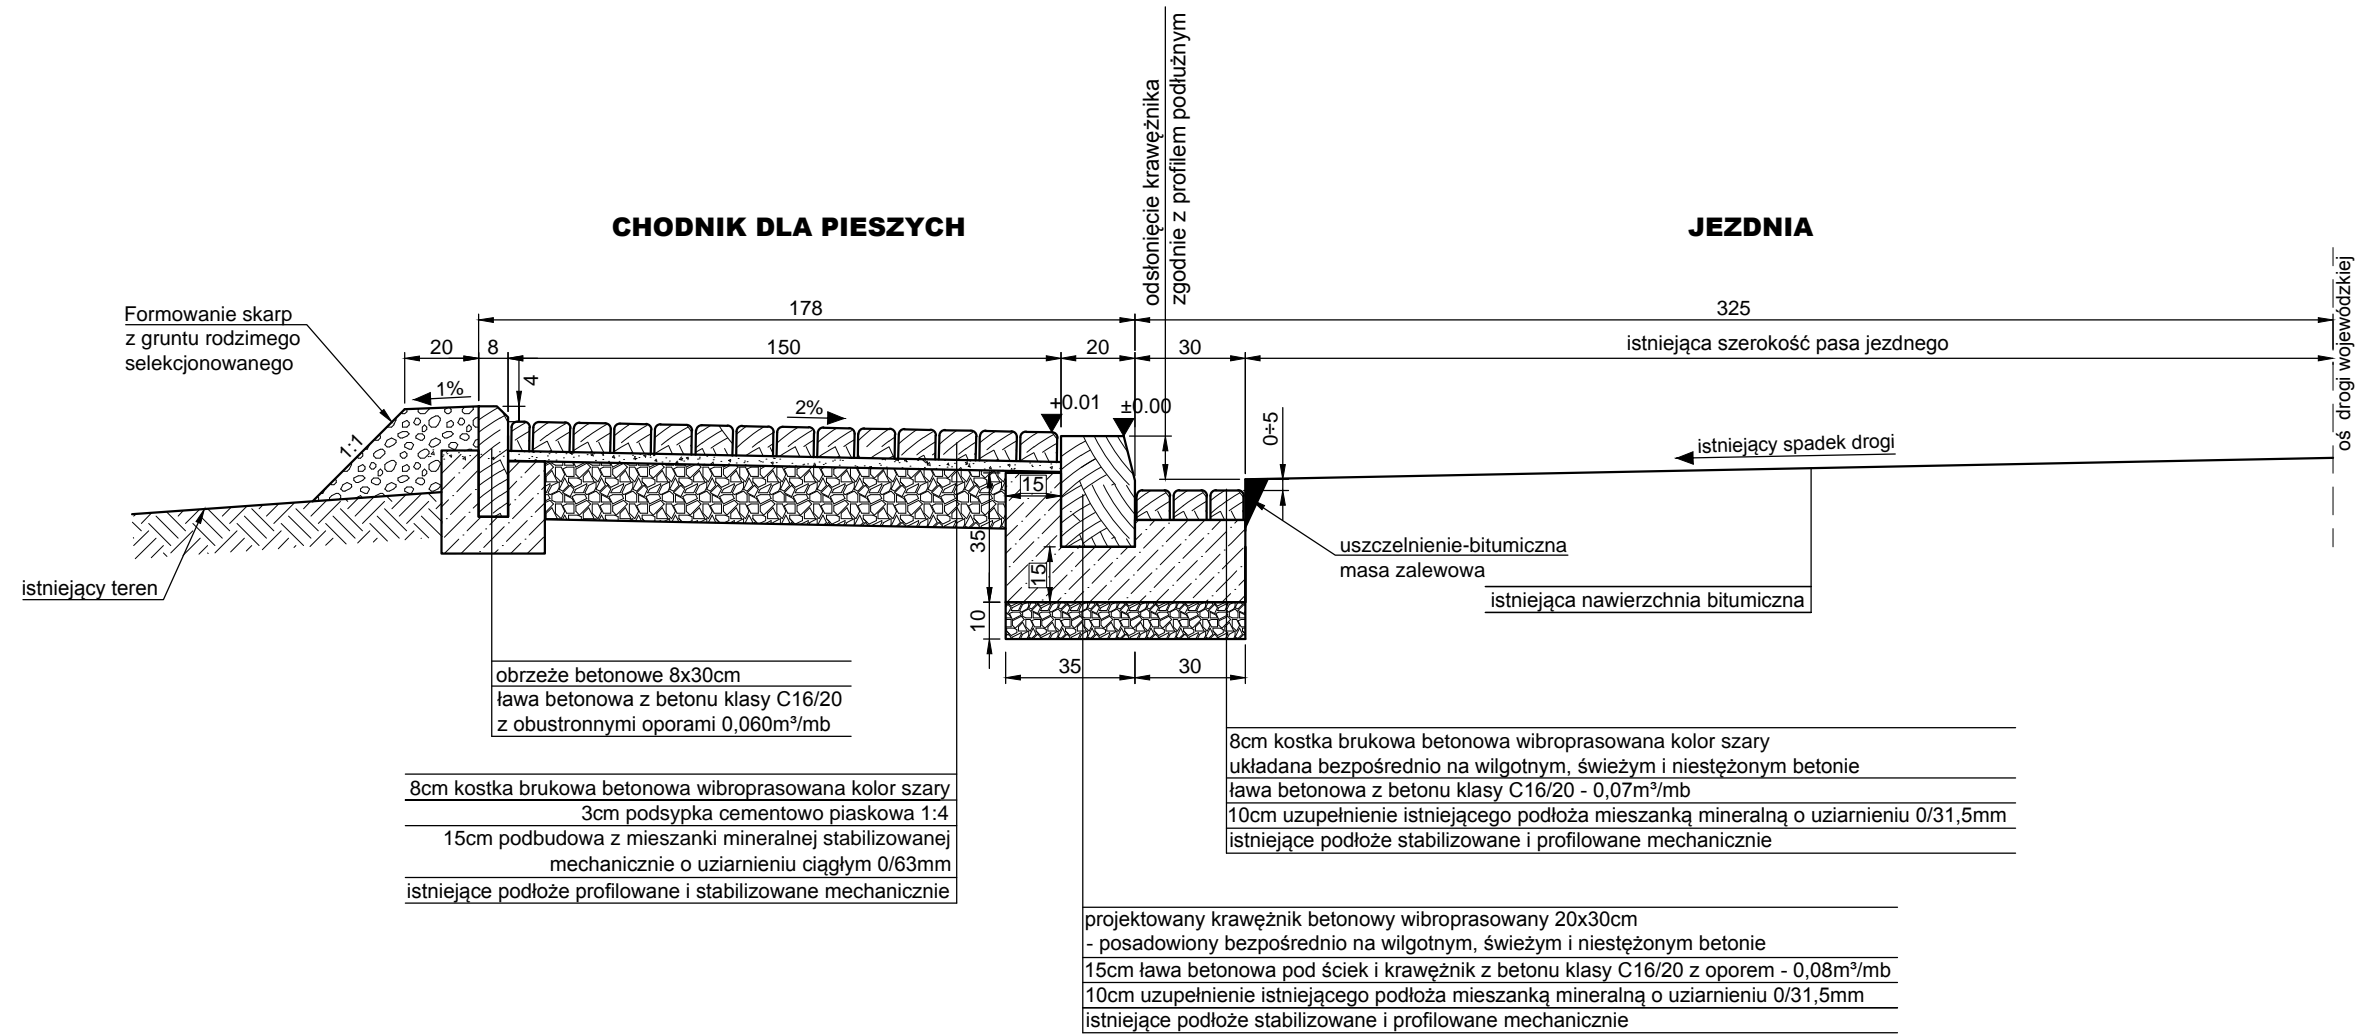 odsłonięcie krawężnika
zgodnie z profilem podłużnym
CHODNIK DLA PIESZYCH
JEZDNIA
oś drogi wojewódzkiej
178
325
Formowanie skarp
z gruntu rodzimego
selekcjonowanego
20
8
150
20
30
istniejąca szerokość pasa jezdnego
1%
4
2%
+0.01
±0.00
0÷5
1:1
istniejący spadek drogi
15
35
15
10
uszczelnienie-bitumiczna
masa zalewowa
istniejący teren
istniejąca nawierzchnia bitumiczna
35
30
obrzeże betonowe 8x30cm
ława betonowa z betonu klasy C16/20
z obustronnymi oporami 0,060m³/mb
8cm kostka brukowa betonowa wibroprasowana kolor szary
układana bezpośrednio na wilgotnym, świeżym i niestężonym betonie
ława betonowa z betonu klasy C16/20 - 0,07m³/mb
10cm uzupełnienie istniejącego podłoża mieszanką mineralną o uziarnieniu 0/31,5mm
istniejące podłoże stabilizowane i profilowane mechanicznie
8cm kostka brukowa betonowa wibroprasowana kolor szary
3cm podsypka cementowo piaskowa 1:4
15cm podbudowa z mieszanki mineralnej stabilizowanej
mechanicznie o uziarnieniu ciągłym 0/63mm
istniejące podłoże profilowane i stabilizowane mechanicznie
projektowany krawężnik betonowy wibroprasowany 20x30cm
- posadowiony bezpośrednio na wilgotnym, świeżym i niestężonym betonie
15cm ława betonowa pod ściek i krawężnik z betonu klasy C16/20 z oporem - 0,08m³/mb
10cm uzupełnienie istniejącego podłoża mieszanką mineralną o uziarnieniu 0/31,5mm
istniejące podłoże stabilizowane i profilowane mechanicznie